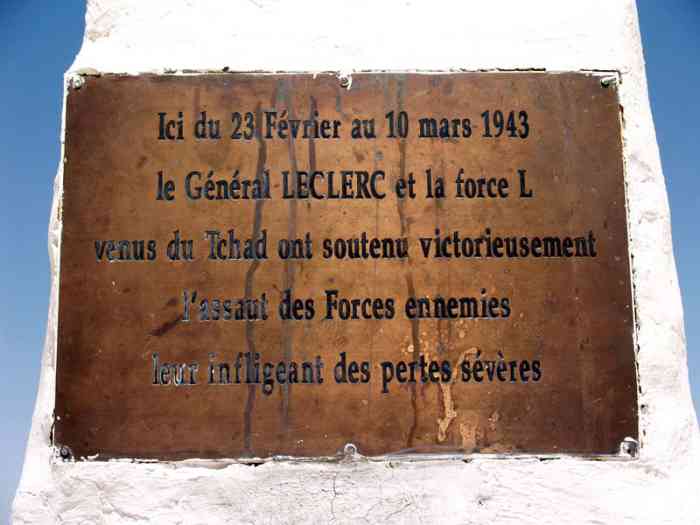 Ici du 23 Février au 10 mars 1943
le Général LECLERC et la force L
venus du Tchad ont soutenu victorieusement
l'assaut des Forces ennemies
leur infligeant des pertes sévères